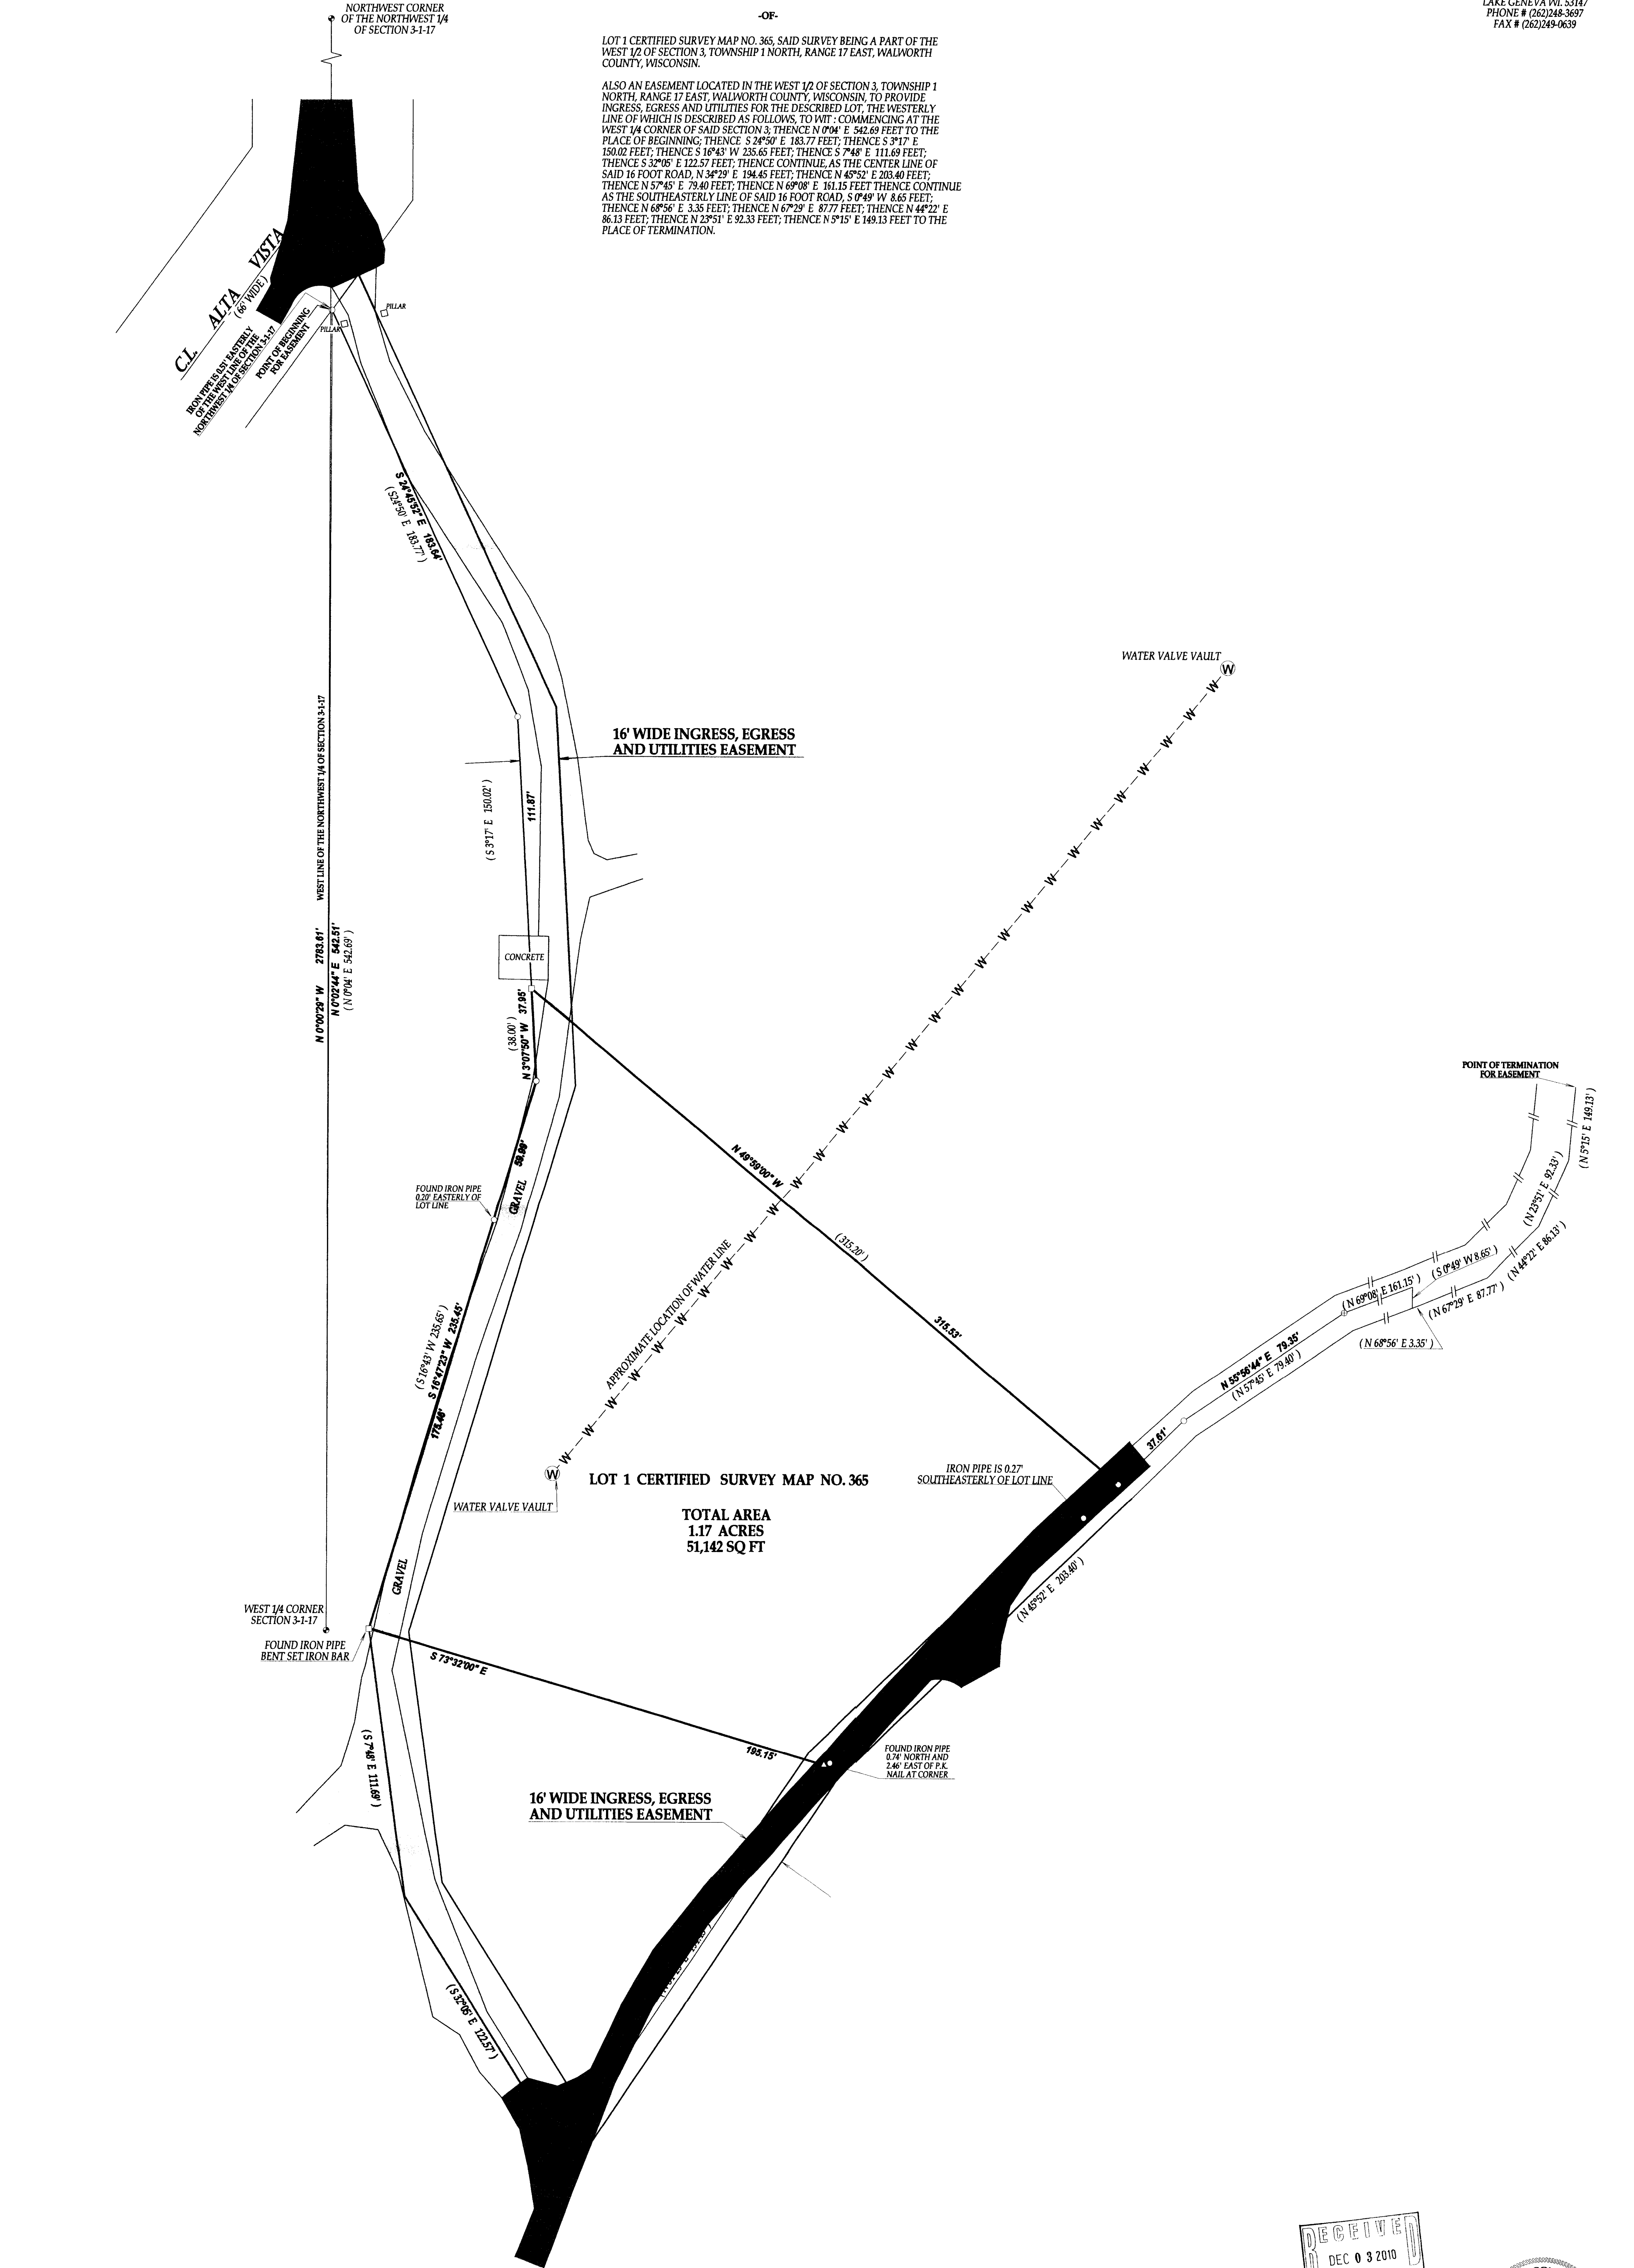 NORTHWEST CORNER
OF THE NORTHWEST 1/4
OF SECTION 3-1-17
-OF-
LAKE GENEVA WI. 53147
PHONE # (262)248-3697
FAX # (262)249-0639
LOT 1 CERTIFIED SURVEY MAP NO. 365, SAID SURVEY BEING A PART OF THE
WEST 1/2 OF SECTION 3, TOWNSHIP 1 NORTH, RANGE 17 EAST, WALWORTH
COUNTY, WISCONSIN.
ALSO AN EASEMENT LOCATED IN THE WEST 1/2 OF SECTION 3, TOWNSHIP 1
NORTH, RANGE 17 EAST, WALWORTH COUNTY, WISCONSIN, TO PROVIDE
INGRESS, EGRESS AND UTILITIES FOR THE DESCRIBED LOT, THE WESTERLY
LINE OF WHICH IS DESCRIBED AS FOLLOWS, TO WIT : COMMENCING AT THE
WEST 1/4 CORNER OF SAID SECTION 3; THENCE N 0°04' E 542.69 FEET TO THE
PLACE OF BEGINNING; THENCE S 24°50' E 183.77 FEET; THENCE S 3°17' E
150.02 FEET; THENCE S 16°43' W 235.65 FEET; THENCE S 7°48' E 111.69 FEET;
THENCE S 32°05' E 122.57 FEET; THENCE CONTINUE, AS THE CENTER LINE OF
SAID 16 FOOT ROAD, N 34°29' E 194.45 FEET; THENCE N 45°52' E 203.40 FEET;
THENCE N 57°45' E 79.40 FEET; THENCE N 69°08' E 161.15 FEET THENCE CONTINUE
AS THE SOUTHEASTERLY LINE OF SAID 16 FOOT ROAD, S 0°49' W 8.65 FEET;
THENCE N 68°56' E 3.35 FEET; THENCE N 67°29' E 87.77 FEET; THENCE N 44°22' E
86.13 FEET; THENCE N 23°51' E 92.33 FEET; THENCE N 5°15' E 149.13 FEET TO THE
PLACE OF TERMINATION.
C.L. ALTA VISTA
( 66' WIDE )
IRON PIPE IS 0.51' EASTERLY
OF THE WEST LINE OF THE
NORTHWEST 1/4 OF SECTION 3-1-17
POINT OF BEGINNING
FOR EASEMENT
PILLAR
PILLAR
S 24°45'52" E 183.64'
( S24°50' E 183.77' )
WATER VALVE VAULT
W
WEST LINE OF THE NORTHWEST 1/4 OF SECTION 3-1-17
N 0°00'29" W 2783.61'
N 0°02'44" E 542.51'
( N 0°04' E 542.69' )
16' WIDE INGRESS, EGRESS
AND UTILITIES EASEMENT
( S 3°17' E 150.02' )
111.87'
CONCRETE
( 38.00' )
N 3°07'50" W 37.95'
59.99'
GRAVEL
FOUND IRON PIPE
0.20' EASTERLY OF
LOT LINE
N 49°59'00" W
(315.20')
315.53'
APPROXIMATE LOCATION OF WATER LINE
W W W W W W W W W W W W W W W W W W W W W W W W W W W W
POINT OF TERMINATION
FOR EASEMENT
( N 5°15' E 149.13' )
( N 23°51' E 92.33' )
( N 44°22' E 86.13' )
( S 0°49' W 8.65' )
( N 69°08' E 161.15' )
( N 67°29' E 87.77' )
( N 68°56' E 3.35' )
N 55°56'44" E 79.35'
( N 57°45' E 79.40' )
37.61'
( S 16°43' W 235.65' )
S 16°47'23" W 235.45'
175.46'
W
WATER VALVE VAULT
LOT 1 CERTIFIED SURVEY MAP NO. 365
TOTAL AREA
1.17 ACRES
51,142 SQ FT
IRON PIPE IS 0.27'
SOUTHEASTERLY OF LOT LINE
( N 45°52' E 203.40' )
GRAVEL
WEST 1/4 CORNER
SECTION 3-1-17
FOUND IRON PIPE
BENT SET IRON BAR
S 73°32'00" E
195.15'
( S 7°48' E 111.69' )
FOUND IRON PIPE
0.74' NORTH AND
2.46' EAST OF P.K.
NAIL AT CORNER
16' WIDE INGRESS, EGRESS
AND UTILITIES EASEMENT
( S 32°05' E 122.57' )
RECEIVED
DEC 03 2010